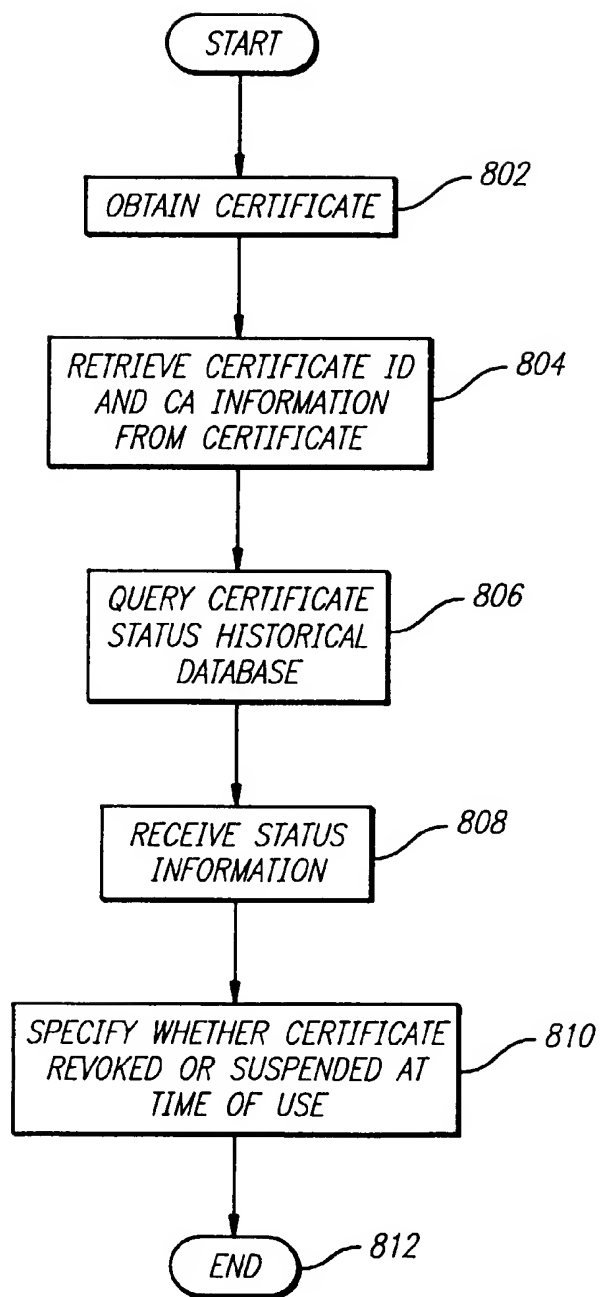 START
OBTAIN CERTIFICATE
802
RETRIEVE CERTIFICATE ID
AND CA INFORMATION
FROM CERTIFICATE
804
QUERY CERTIFICATE
STATUS HISTORICAL
DATABASE
806
RECEIVE STATUS
INFORMATION
808
SPECIFY WHETHER CERTIFICATE
REVOKED OR SUSPENDED AT
TIME OF USE
810
END
812